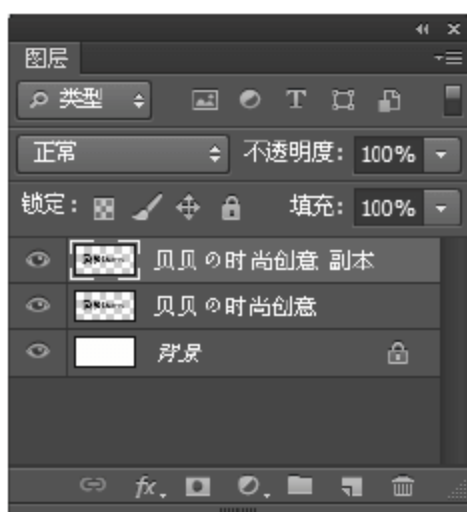 图层
类型
正常 不透明度: 100%
锁定: 填充: 100%
贝贝の时尚创意 副本
贝贝の时尚创意
背景
fx